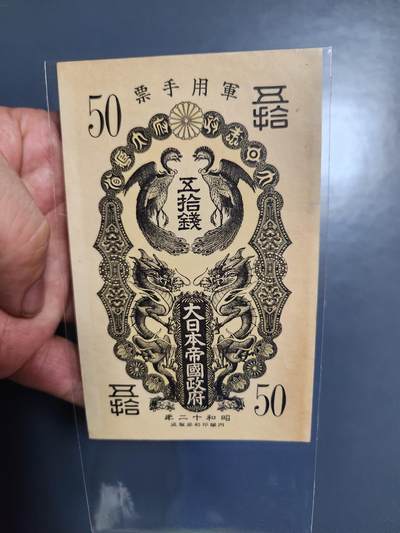 軍用手票
50
五拾
五拾錢
大日本帝國政府
五拾
50
昭和十二年
內閣印刷局製造